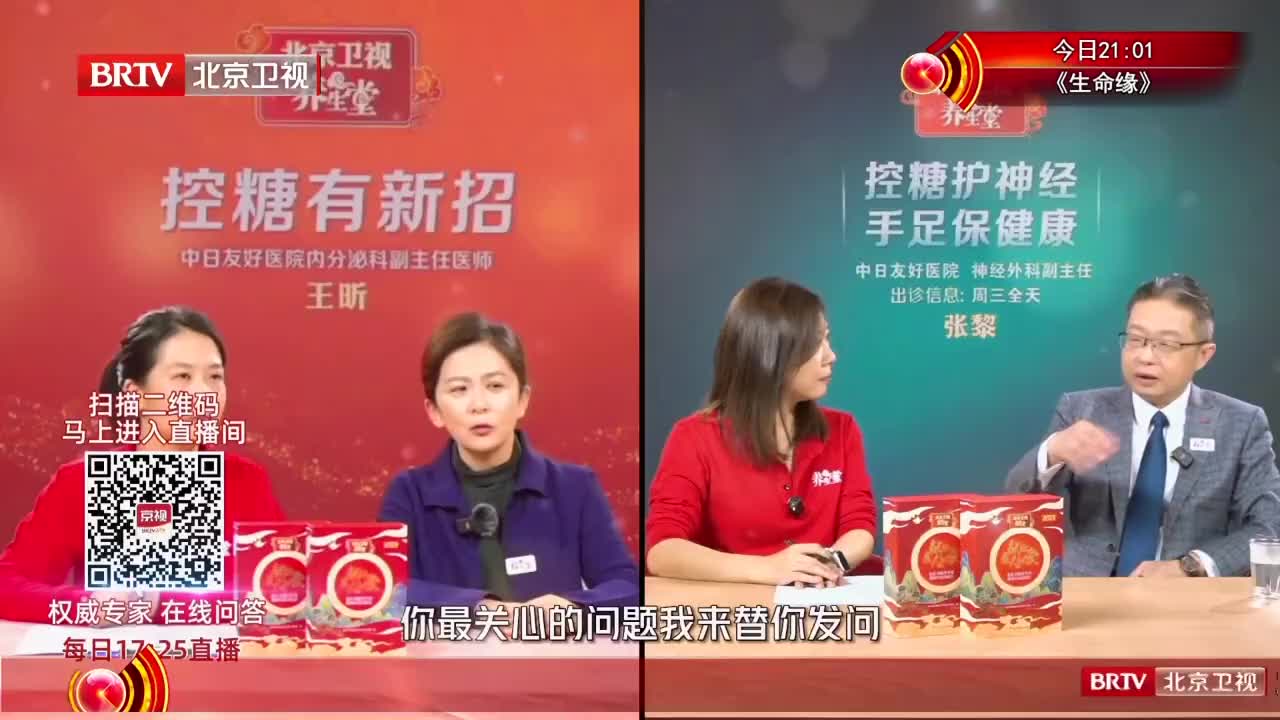 BRTV 北京卫视
北京卫视
养生堂
控糖有新招
中日友好医院内分泌科副主任医师
王昕
扫描二维码
马上进入直播间
京视
权威专家 在线问答
每日17:25直播
今日21:01
《生命缘》
养生堂
控糖护神经
手足保健康
中日友好医院 神经外科副主任
出诊信息: 周三全天
张黎
养生堂
你最关心的问题我来替你发问
BRTV 北京卫视